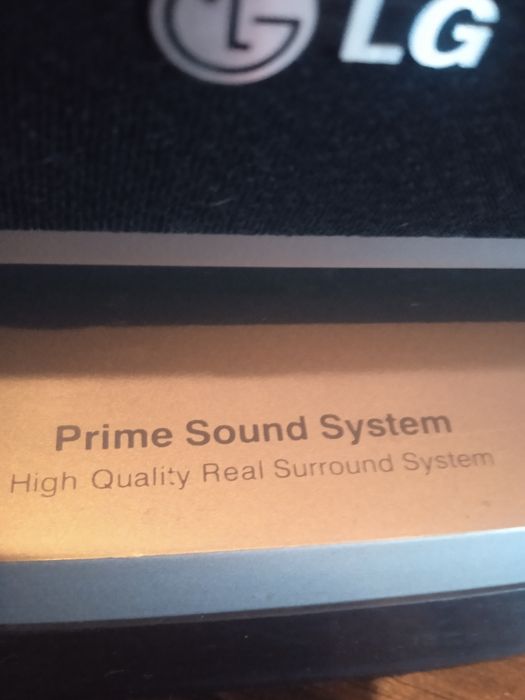 LG
Prime Sound System
High Quality Real Surround System